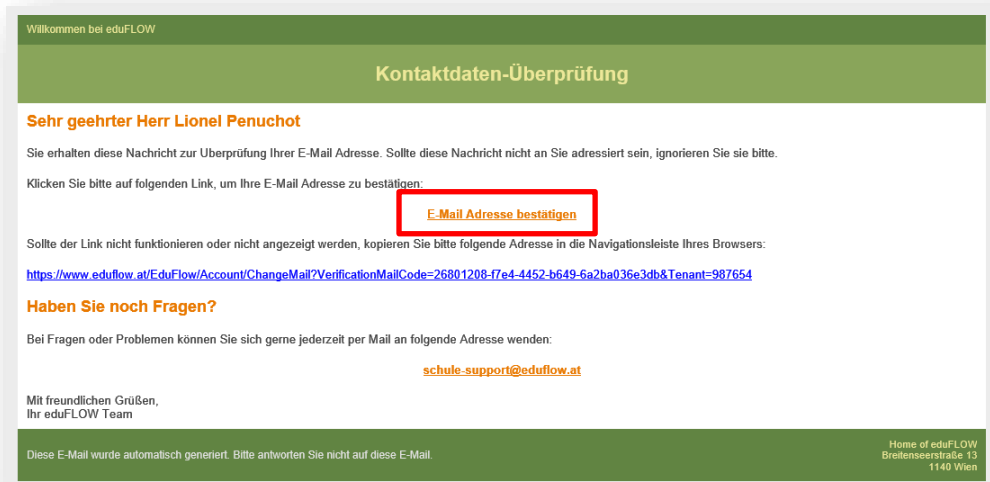 Willkommen bei eduFLOW
Kontaktdaten-Überprüfung
Sehr geehrter Herr Lionel Penuchot
Sie erhalten diese Nachricht zur Überprüfung Ihrer E-Mail Adresse. Sollte diese Nachricht nicht an Sie adressiert sein, ignorieren Sie sie bitte.
Klicken Sie bitte auf folgenden Link, um Ihre E-Mail Adresse zu bestätigen:
E-Mail Adresse bestätigen
Sollte der Link nicht funktionieren oder nicht angezeigt werden, kopieren Sie bitte folgende Adresse in die Navigationsleiste Ihres Browsers:
https://www.eduflow.at/EduFlow/Account/ChangeMail?VerificationMailCode=26801208-f7e4-4452-b649-6a2ba036e3db&Tenant=987654
Haben Sie noch Fragen?
Bei Fragen oder Problemen können Sie sich gerne jederzeit per Mail an folgende Adresse wenden:
schule-support@eduflow.at
Mit freundlichen Grüßen,
Ihr eduFLOW Team
Diese E-Mail wurde automatisch generiert. Bitte antworten Sie nicht auf diese E-Mail.
Home of eduFLOW
Breitenseerstraße 13
1140 Wien